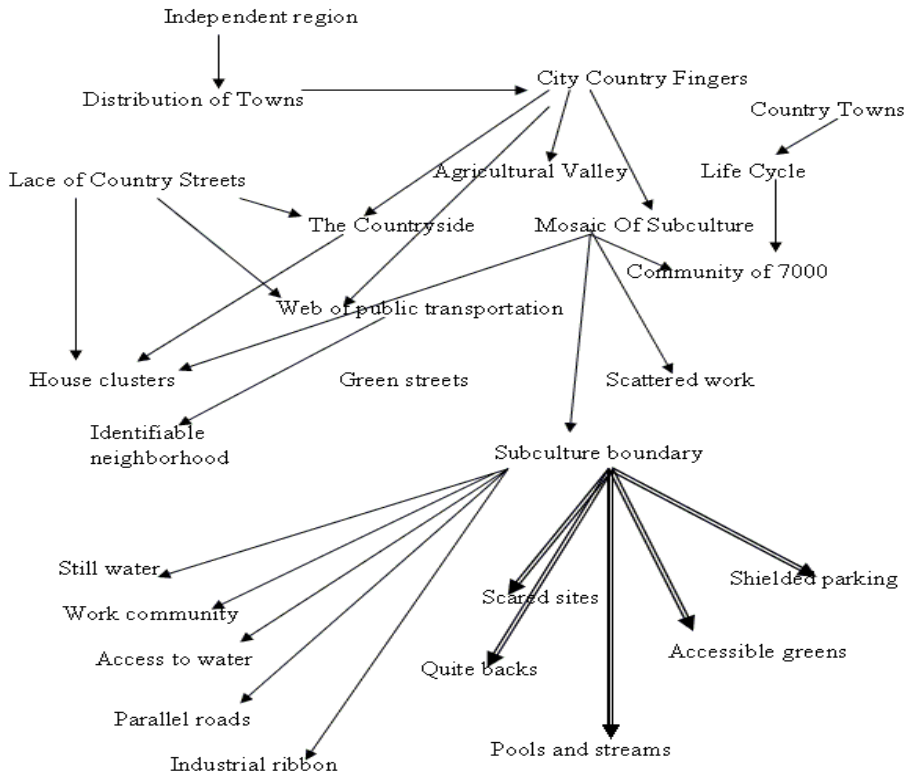 Independent region
City Country Fingers
Distribution of Towns
Country Towns
Agricultural Valley
Life Cycle
Lace of Country Streets
The Countryside
Mosaic Of Subculture
Community of 7000
Web of public transportation
House clusters
Green streets
Scattered work
Identifiable
neighborhood
Subculture boundary
Still water
Shielded parking
Scared sites
Work community
Access to water
Accessible greens
Quite backs
Parallel roads
Pools and streams
Industrial ribbon